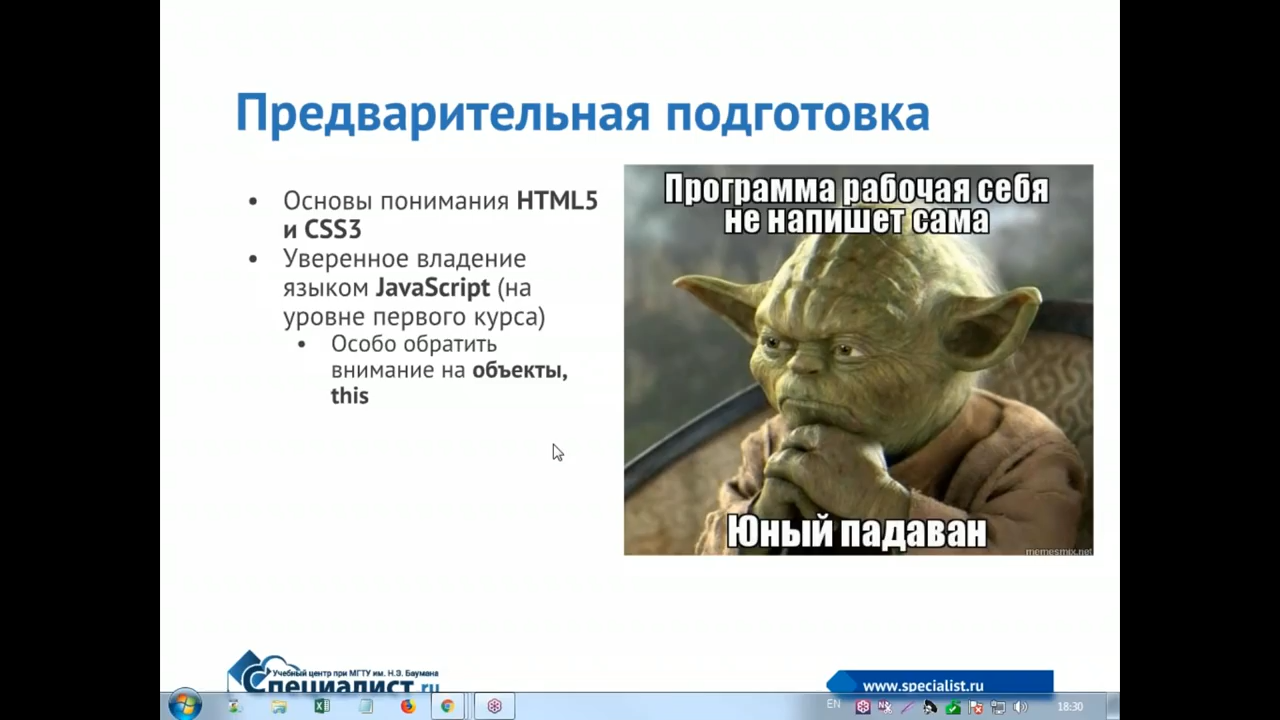 Предварительная подготовка
Основы понимания HTML5
и CSS3
Уверенное владение
языком JavaScript (на
уровне первого курса)
Особо обратить
внимание на объекты,
this
Программа рабочая себя
не напишет сама
Юный падаван
memesmix.net
Учебный центр при МГТУ им. Н.Э. Баумана
Специалист.ru
www.specialist.ru
EN
18:30